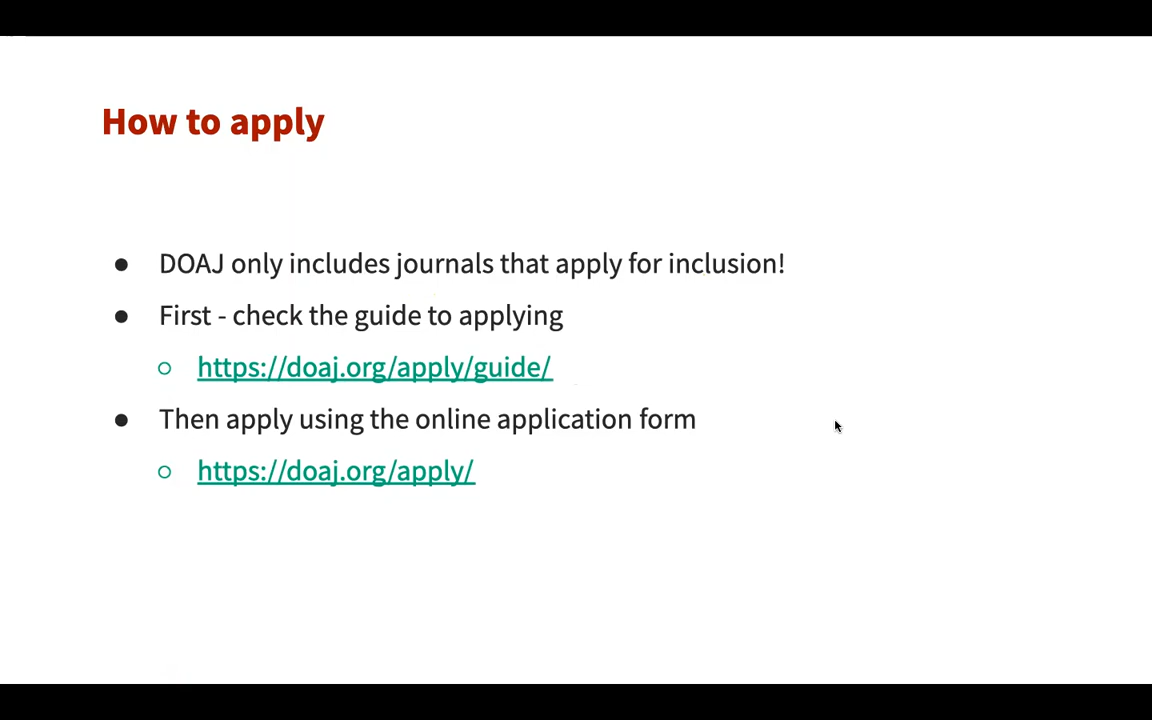 How to apply
● DOAJ only includes journals that apply for inclusion!
● First - check the guide to applying
○ https://doaj.org/apply/guide/
● Then apply using the online application form
○ https://doaj.org/apply/